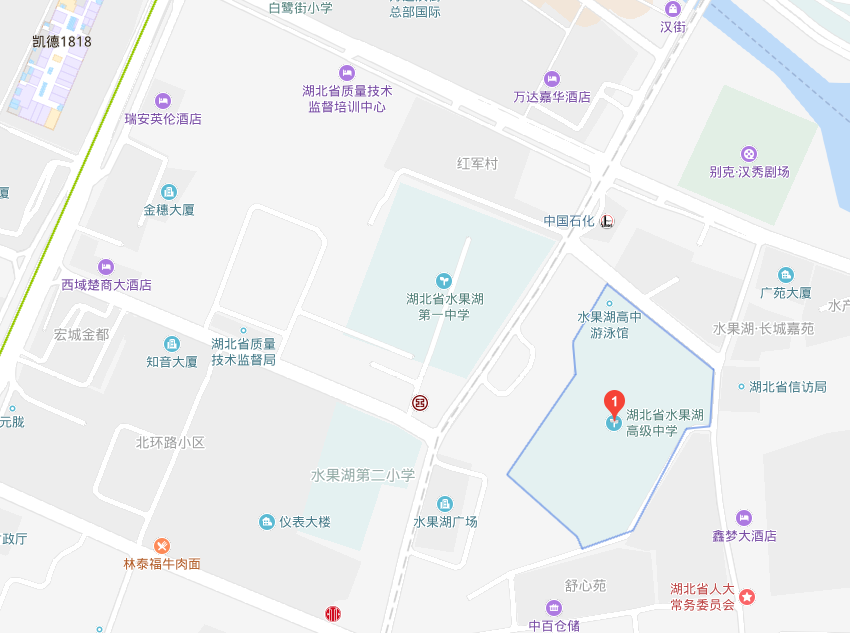 白鹭街小学
总部国际
汉街
凯德1818
湖北省质量技术
监督培训中心
万达嘉华酒店
瑞安英伦酒店
红军村
别克·汉秀剧场
厦
金穗大厦
中国石化
西域楚商大酒店
湖北省水果湖
第一中学
广苑大厦
水果湖高中
游泳馆
水产
水果湖·长城嘉苑
宏城金都
知音大厦
湖北省质量
技术监督局
湖北省信访局
1
湖北省水果湖
高级中学
元胧
北环路小区
水果湖第二小学
仪表大楼
水果湖广场
鑫梦大酒店
政厅
林泰福牛肉面
舒心苑
湖北省人大
常务委员会
中百仓储